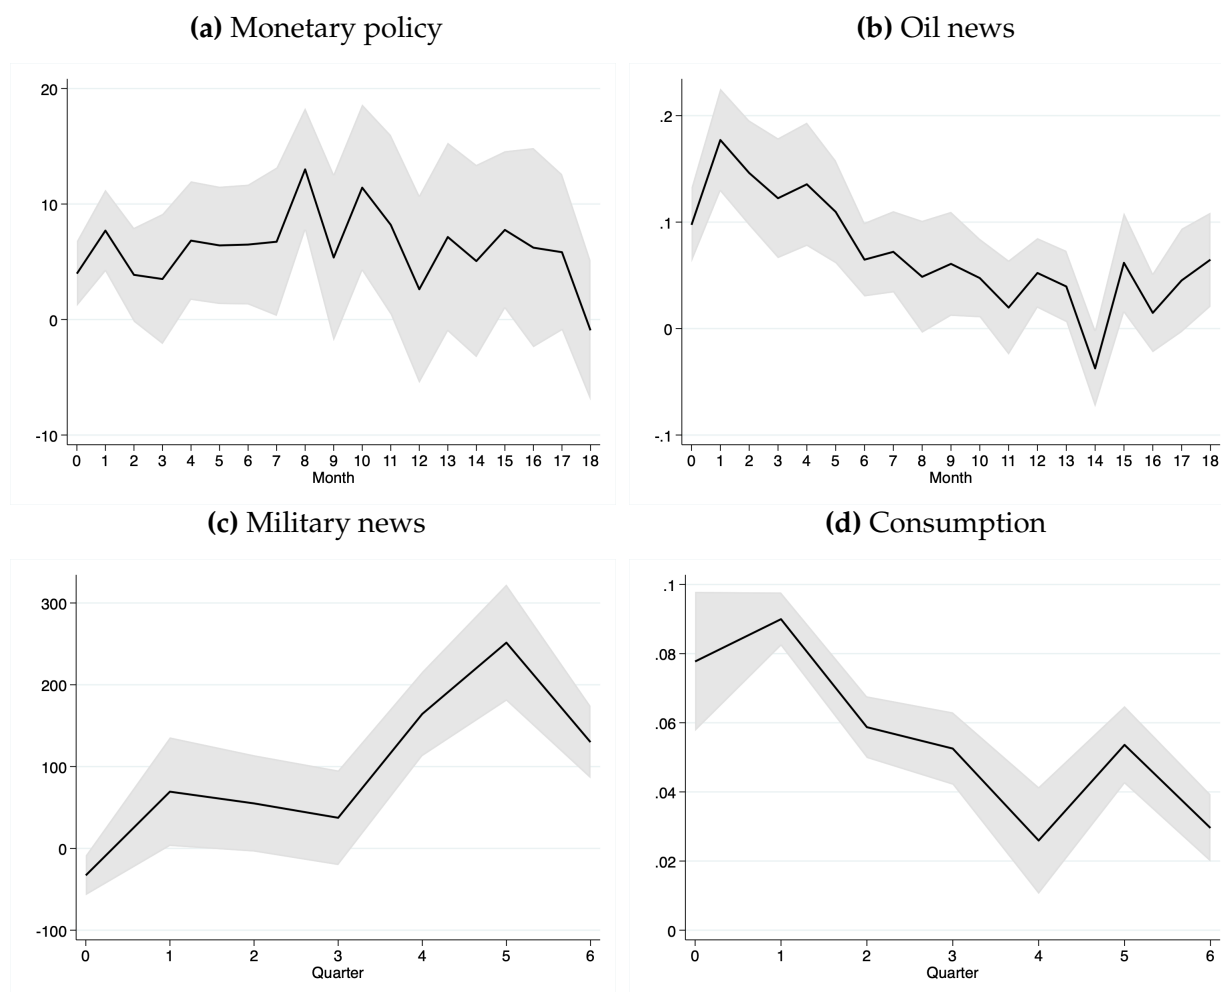 (a) Monetary policy
20
10
0
-10
0 1 2 3 4 5 6 7 8 9 10 11 12 13 14 15 16 17 18
Month
(b) Oil news
.2
.1
0
-.1
0 1 2 3 4 5 6 7 8 9 10 11 12 13 14 15 16 17 18
Month
(c) Military news
300
200
100
0
-100
0 1 2 3 4 5 6
Quarter
(d) Consumption
.1
.08
.06
.04
.02
0
0 1 2 3 4 5 6
Quarter